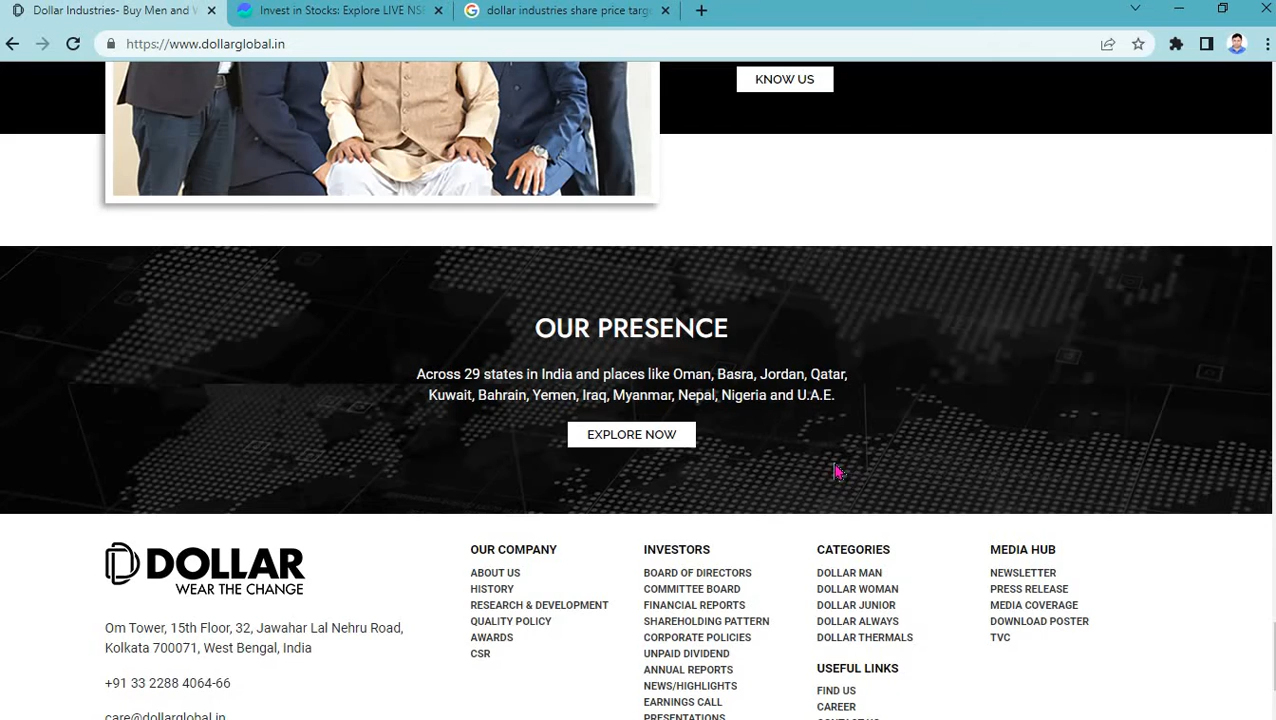 Dollar Industries- Buy Men and W
Invest in Stocks: Explore LIVE NSE
dollar industries share price targ
https://www.dollarglobal.in
KNOW US
OUR PRESENCE
Across 29 states in India and places like Oman, Basra, Jordan, Qatar,
Kuwait, Bahrain, Yemen, Iraq, Myanmar, Nepal, Nigeria and U.A.E.
EXPLORE NOW
DOLLAR
WEAR THE CHANGE
Om Tower, 15th Floor, 32, Jawahar Lal Nehru Road,
Kolkata 700071, West Bengal, India
+91 33 2288 4064-66
care@dollarglobal.in
OUR COMPANY
ABOUT US
HISTORY
RESEARCH & DEVELOPMENT
QUALITY POLICY
AWARDS
CSR
INVESTORS
BOARD OF DIRECTORS
COMMITTEE BOARD
FINANCIAL REPORTS
SHAREHOLDING PATTERN
CORPORATE POLICIES
UNPAID DIVIDEND
ANNUAL REPORTS
NEWS/HIGHLIGHTS
EARNINGS CALL
PRESENTATIONS
CATEGORIES
DOLLAR MAN
DOLLAR WOMAN
DOLLAR JUNIOR
DOLLAR ALWAYS
DOLLAR THERMALS
USEFUL LINKS
FIND US
CAREER
CONTACT US
MEDIA HUB
NEWSLETTER
PRESS RELEASE
MEDIA COVERAGE
DOWNLOAD POSTER
TVC